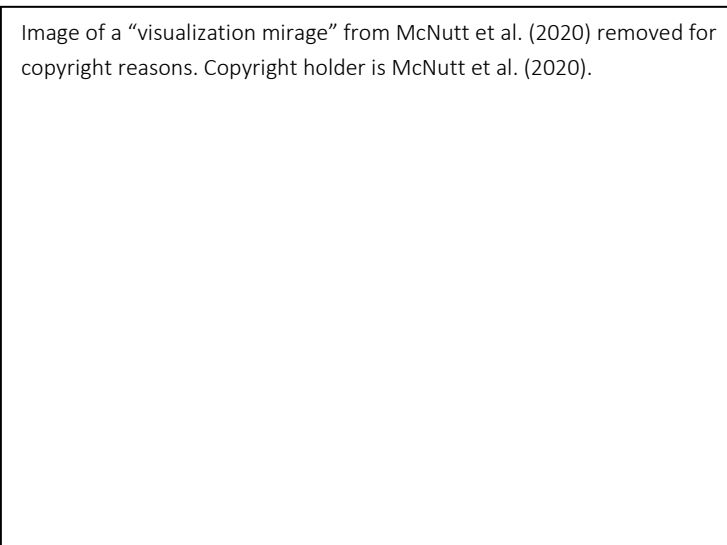 Image of a “visualization mirage” from McNutt et al. (2020) removed for
copyright reasons. Copyright holder is McNutt et al. (2020).